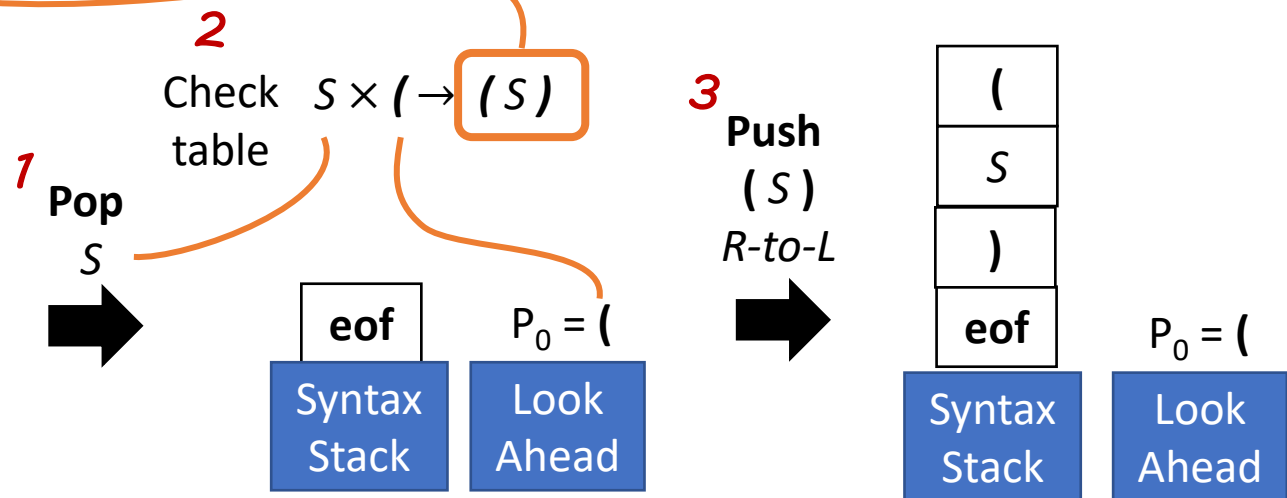 2
Check S × ( → ( S )
table
1
Pop
S
eof
P₀ = (
Syntax
Stack
Look
Ahead
3
Push
( S )
R-to-L
(
S
)
eof
P₀ = (
Syntax
Stack
Look
Ahead